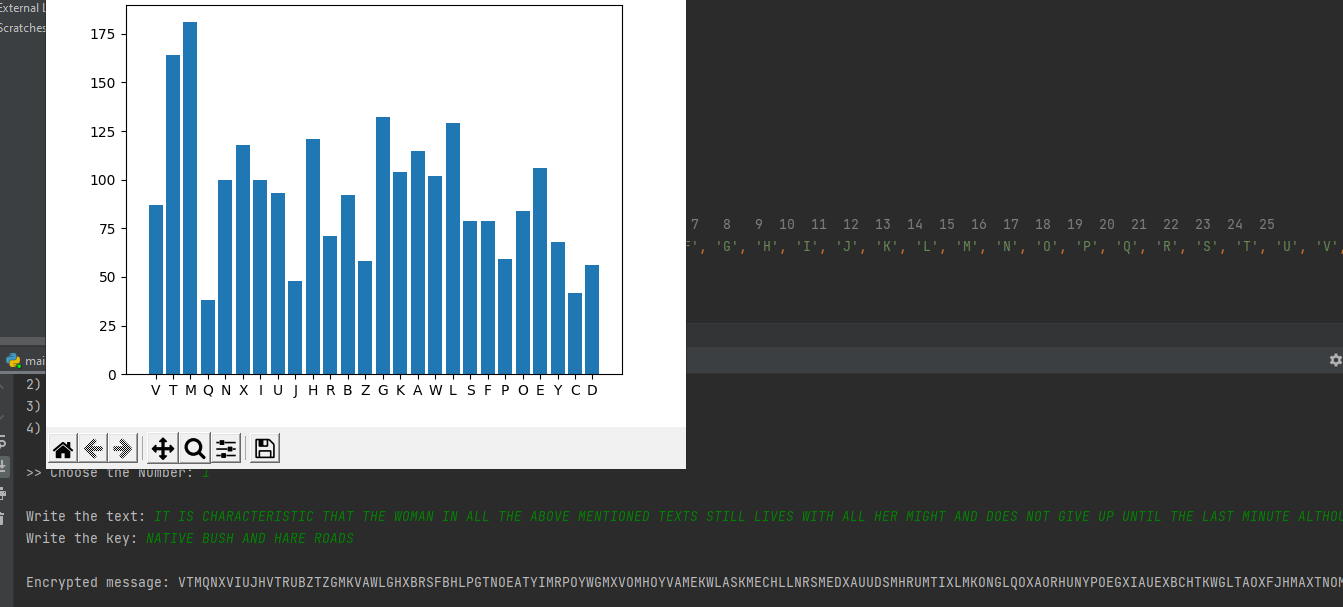 External L
Scratches
175
150
125
100
75
50
25
0
V T M Q N X I U J H R B Z G K A W L S F P O E Y C D
7 8 9 10 11 12 13 14 15 16 17 18 19 20 21 22 23 24 25
', 'G', 'H', 'I', 'J', 'K', 'L', 'M', 'N', 'O', 'P', 'Q', 'R', 'S', 'T', 'U', 'V',
mai
2)
3)
4)
>> Choose the Number: 1
Write the text: IT IS CHARACTERISTIC THAT THE WOMAN IN ALL THE ABOVE MENTIONED TEXTS STILL LIVES WITH ALL HER MIGHT AND DOES NOT GIVE UP UNTIL THE LAST MINUTE ALTHOU
Write the key: NATIVE BUSH AND HARE ROADS
Encrypted message: VTMQNXVIUJHVTRUBZTZGMKVAWLGHXBRSFBHLPGTNOEATYIMRPOYWGMXVOMHOYVAMEKWLASKMECHLLNRSMEDXAUUDSMHRUMTIXLMKONGLQOXAORHUNYPOEGXIAUEXBCHTKWGLTAOXFJHMAXTNOM